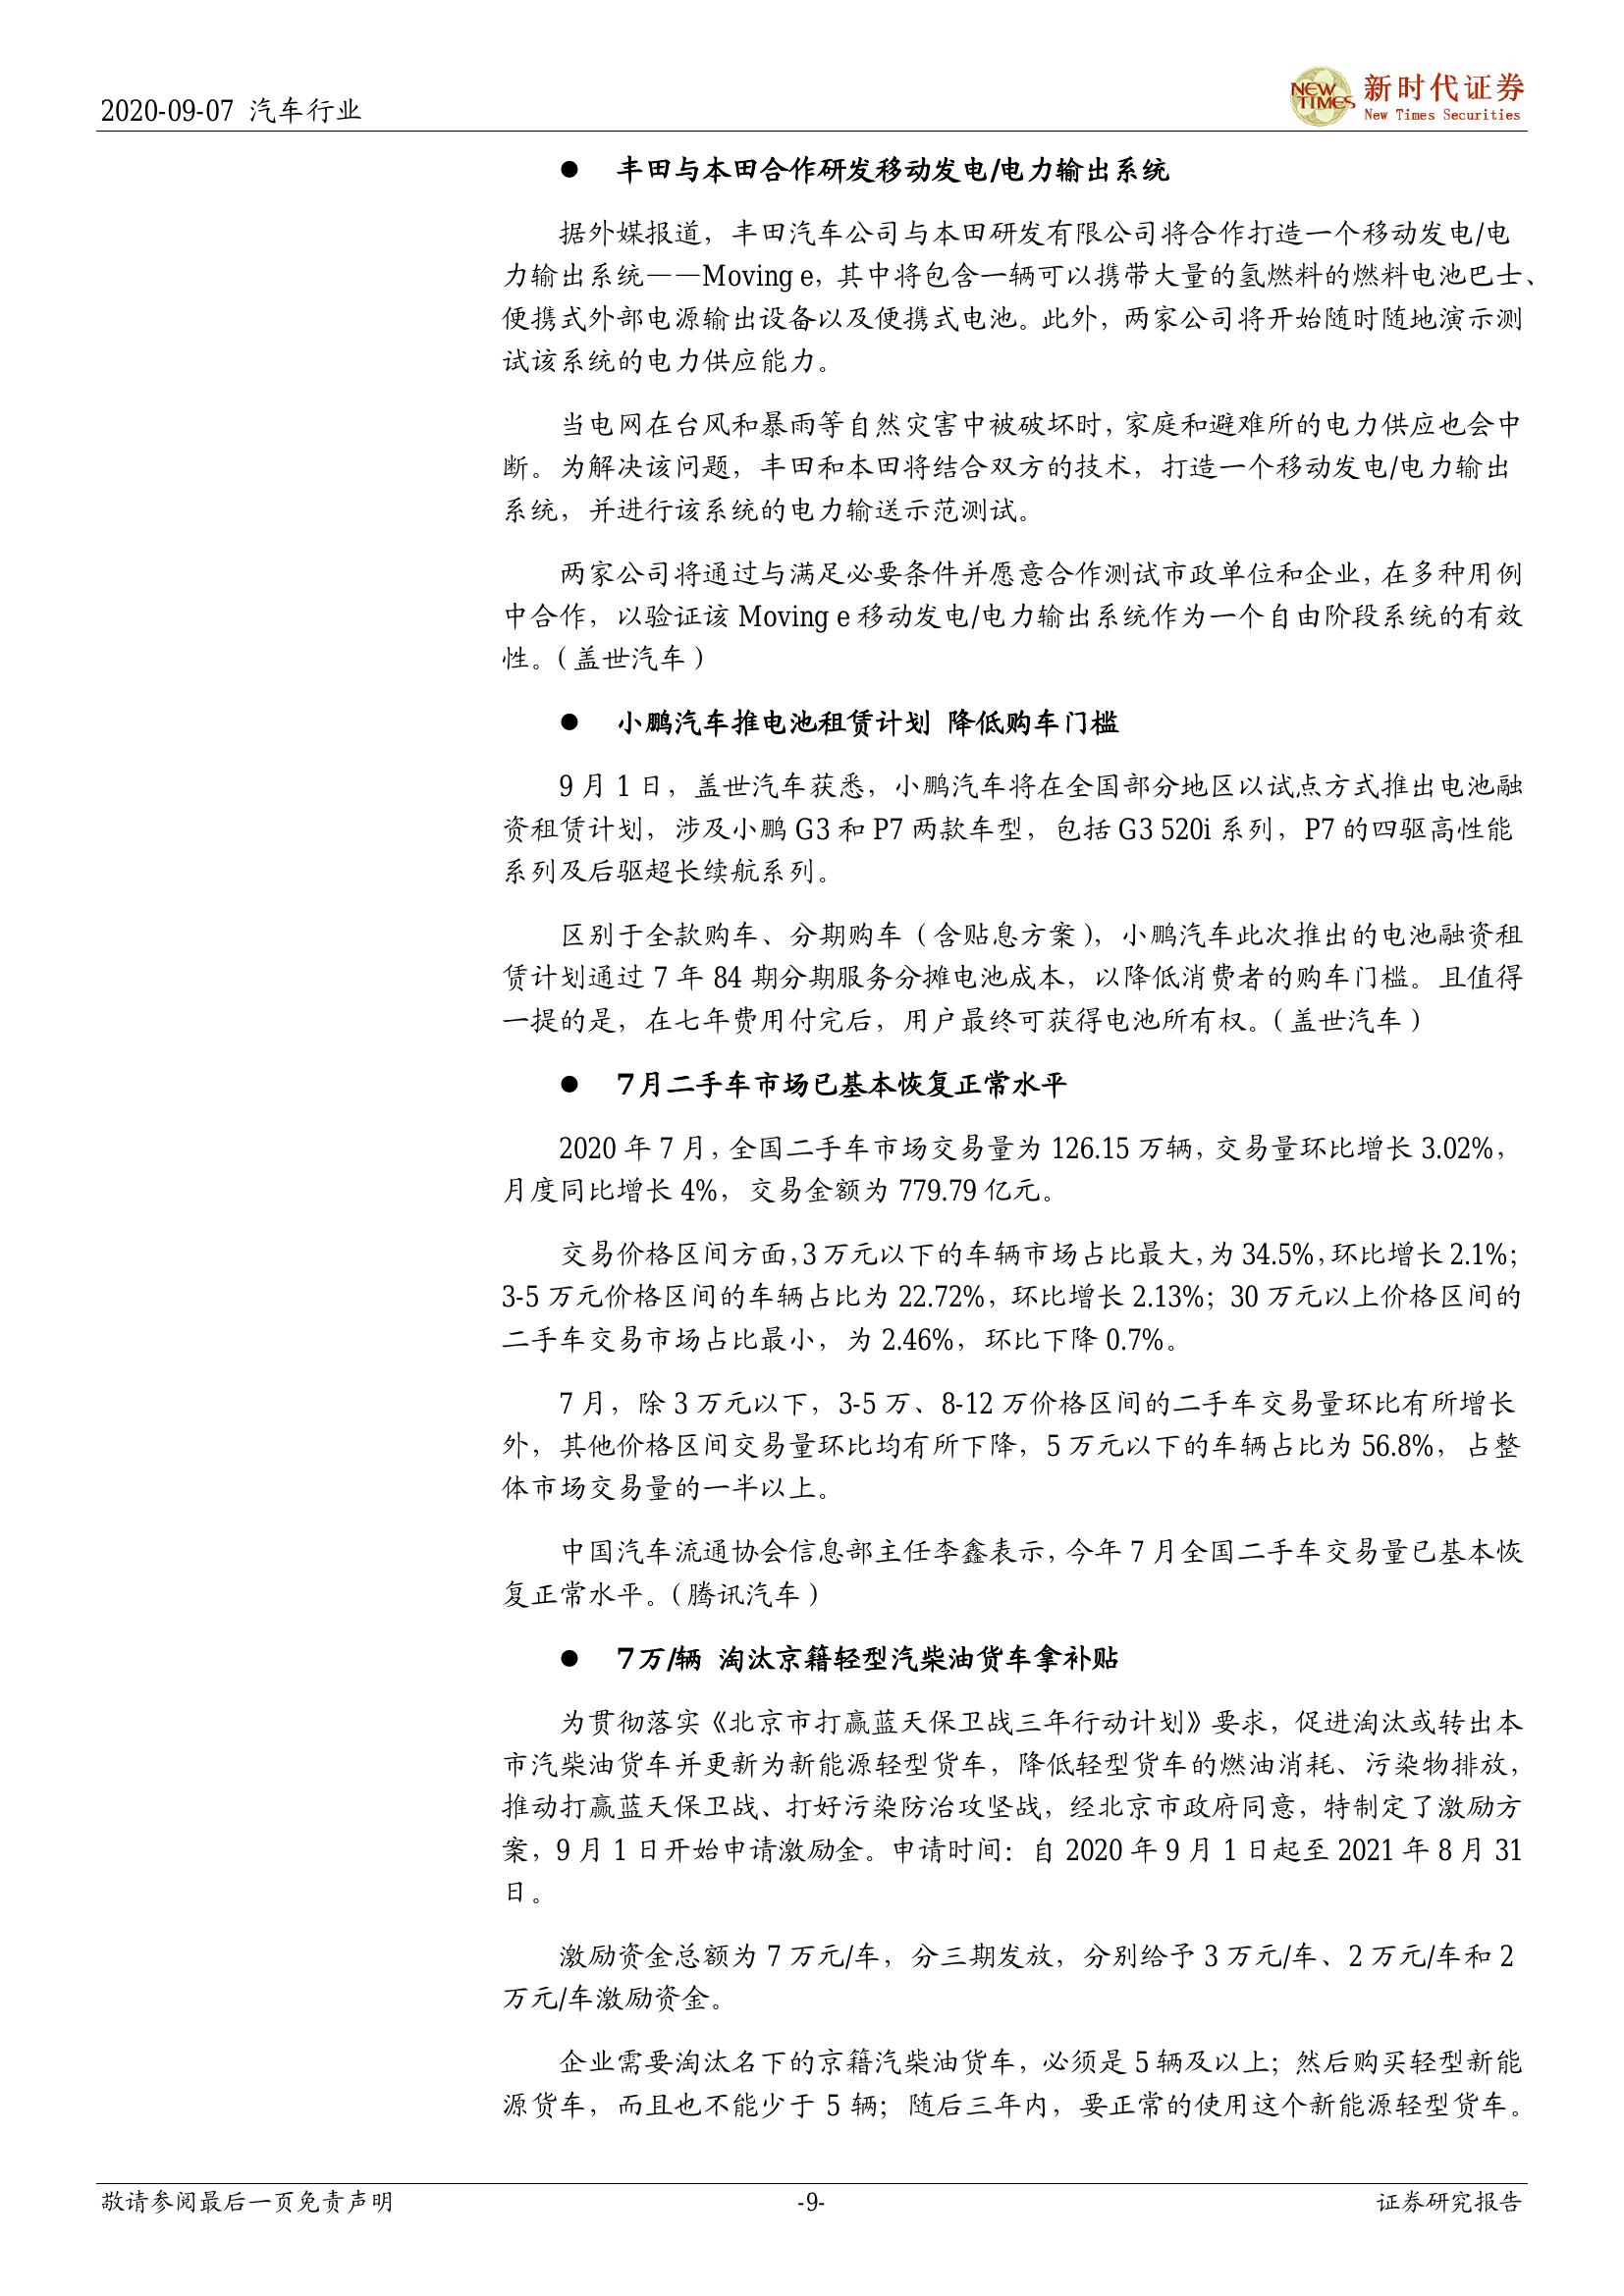 2020-09-07 汽车行业
NEW TIMES
新时代证券
New Times Securities
● 丰田与本田合作研发移动发电/电力输出系统
据外媒报道，丰田汽车公司与本田研发有限公司将合作打造一个移动发电/电
力输出系统——Moving e，其中将包含一辆可以携带大量的氢燃料的燃料电池巴士、
便携式外部电源输出设备以及便携式电池。此外，两家公司将开始随时随地演示测
试该系统的电力供应能力。
当电网在台风和暴雨等自然灾害中被破坏时，家庭和避难所的电力供应也会中
断。为解决该问题，丰田和本田将结合双方的技术，打造一个移动发电/电力输出
系统，并进行该系统的电力输送示范测试。
两家公司将通过与满足必要条件并愿意合作测试市政单位和企业，在多种用例
中合作，以验证该 Moving e 移动发电/电力输出系统作为一个自由阶段系统的有效
性。（盖世汽车）
● 小鹏汽车推电池租赁计划 降低购车门槛
9 月 1 日，盖世汽车获悉，小鹏汽车将在全国部分地区以试点方式推出电池融
资租赁计划，涉及小鹏 G3 和 P7 两款车型，包括 G3 520i 系列，P7 的四驱高性能
系列及后驱超长续航系列。
区别于全款购车、分期购车（含贴息方案），小鹏汽车此次推出的电池融资租
赁计划通过 7 年 84 期分期服务分摊电池成本，以降低消费者的购车门槛。且值得
一提的是，在七年费用付完后，用户最终可获得电池所有权。（盖世汽车）
● 7月二手车市场已基本恢复正常水平
2020 年 7 月，全国二手车市场交易量为 126.15 万辆，交易量环比增长 3.02%，
月度同比增长 4%，交易金额为 779.79 亿元。
交易价格区间方面，3 万元以下的车辆市场占比最大，为 34.5%，环比增长 2.1%；
3-5 万元价格区间的车辆占比为 22.72%，环比增长 2.13%；30 万元以上价格区间的
二手车交易市场占比最小，为 2.46%，环比下降 0.7%。
7 月，除 3 万元以下，3-5 万、8-12 万价格区间的二手车交易量环比有所增长
外，其他价格区间交易量环比均有所下降，5 万元以下的车辆占比为 56.8%，占整
体市场交易量的一半以上。
中国汽车流通协会信息部主任李鑫表示，今年 7 月全国二手车交易量已基本恢
复正常水平。（腾讯汽车）
● 7万/辆 淘汰京籍轻型汽柴油货车拿补贴
为贯彻落实《北京市打赢蓝天保卫战三年行动计划》要求，促进淘汰或转出本
市汽柴油货车并更新为新能源轻型货车，降低轻型货车的燃油消耗、污染物排放，
推动打赢蓝天保卫战、打好污染防治攻坚战，经北京市政府同意，特制定了激励方
案，9 月 1 日开始申请激励金。申请时间：自 2020 年 9 月 1 日起至 2021 年 8 月 31
日。
激励资金总额为 7 万元/车，分三期发放，分别给予 3 万元/车、2 万元/车和 2
万元/车激励资金。
企业需要淘汰名下的京籍汽柴油货车，必须是 5 辆及以上；然后购买轻型新能
源货车，而且也不能少于 5 辆；随后三年内，要正常的使用这个新能源轻型货车。
敬请参阅最后一页免责声明
-9-
证券研究报告